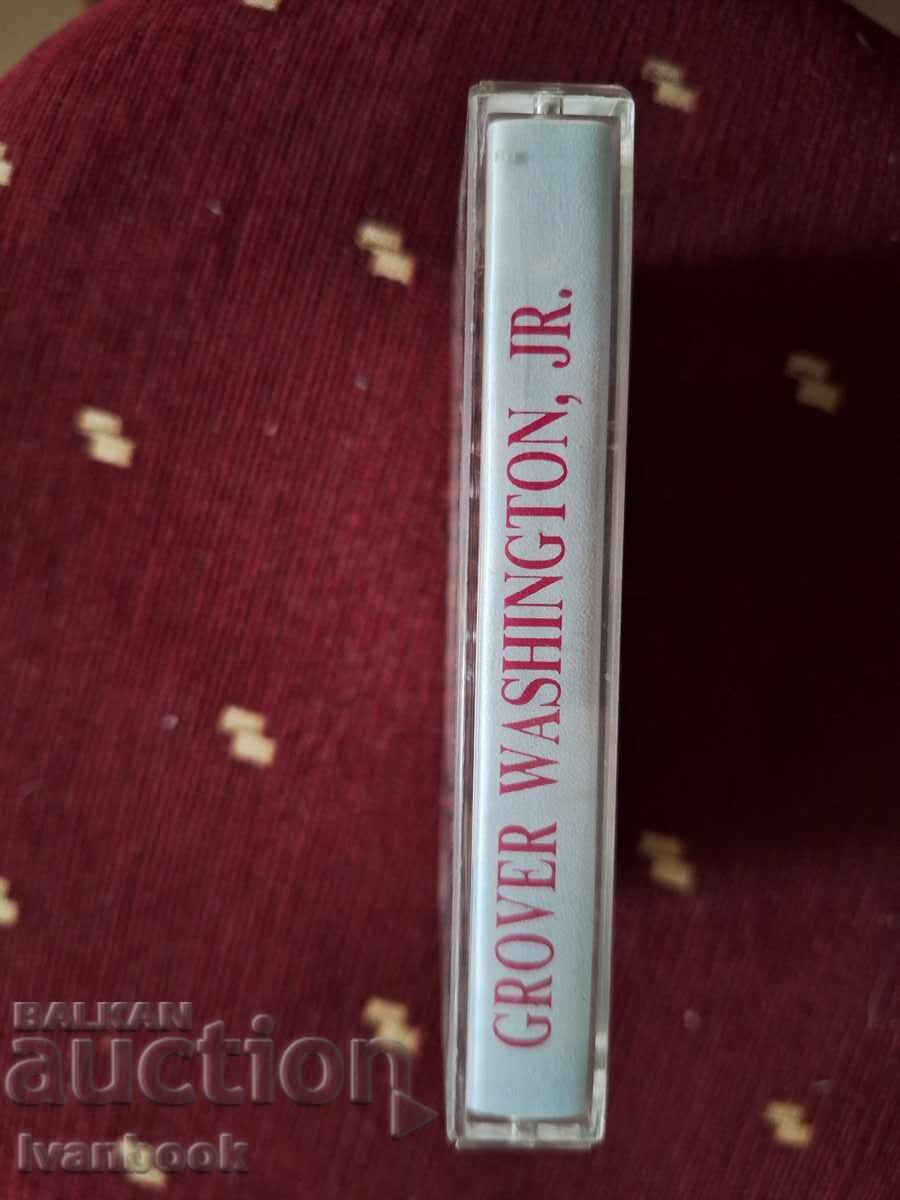 GROVER WASHINGTON, JR.
BALKAN
auction
Ivanbook